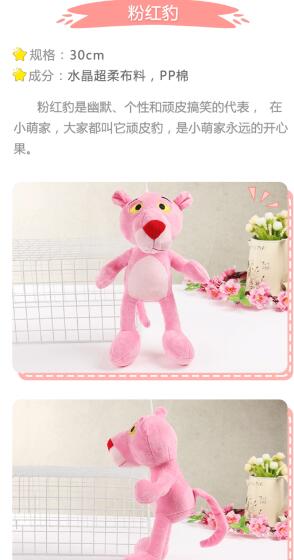 粉红豹
规格：30cm
成分：水晶超柔布料，PP棉
粉红豹是幽默、个性和顽皮搞笑的代表， 在
小萌家，大家都叫它顽皮豹，是小萌家永远的开心
果。